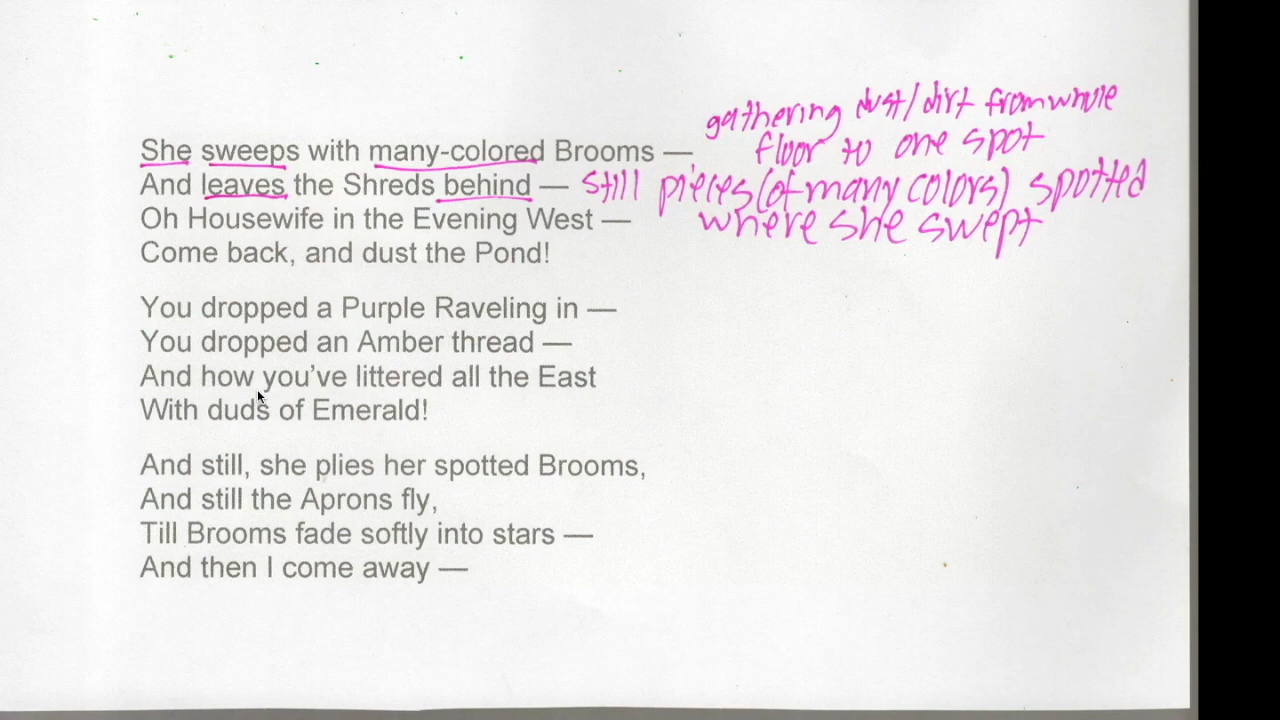 gathering dust/dirt from whole
floor to one spot
She sweeps with many-colored Brooms —
And leaves the Shreds behind — still pieces (of many colors) spotted
where she swept
Oh Housewife in the Evening West —
Come back, and dust the Pond!
You dropped a Purple Raveling in —
You dropped an Amber thread —
And how you’ve littered all the East
With duds of Emerald!
And still, she plies her spotted Brooms,
And still the Aprons fly,
Till Brooms fade softly into stars —
And then I come away —